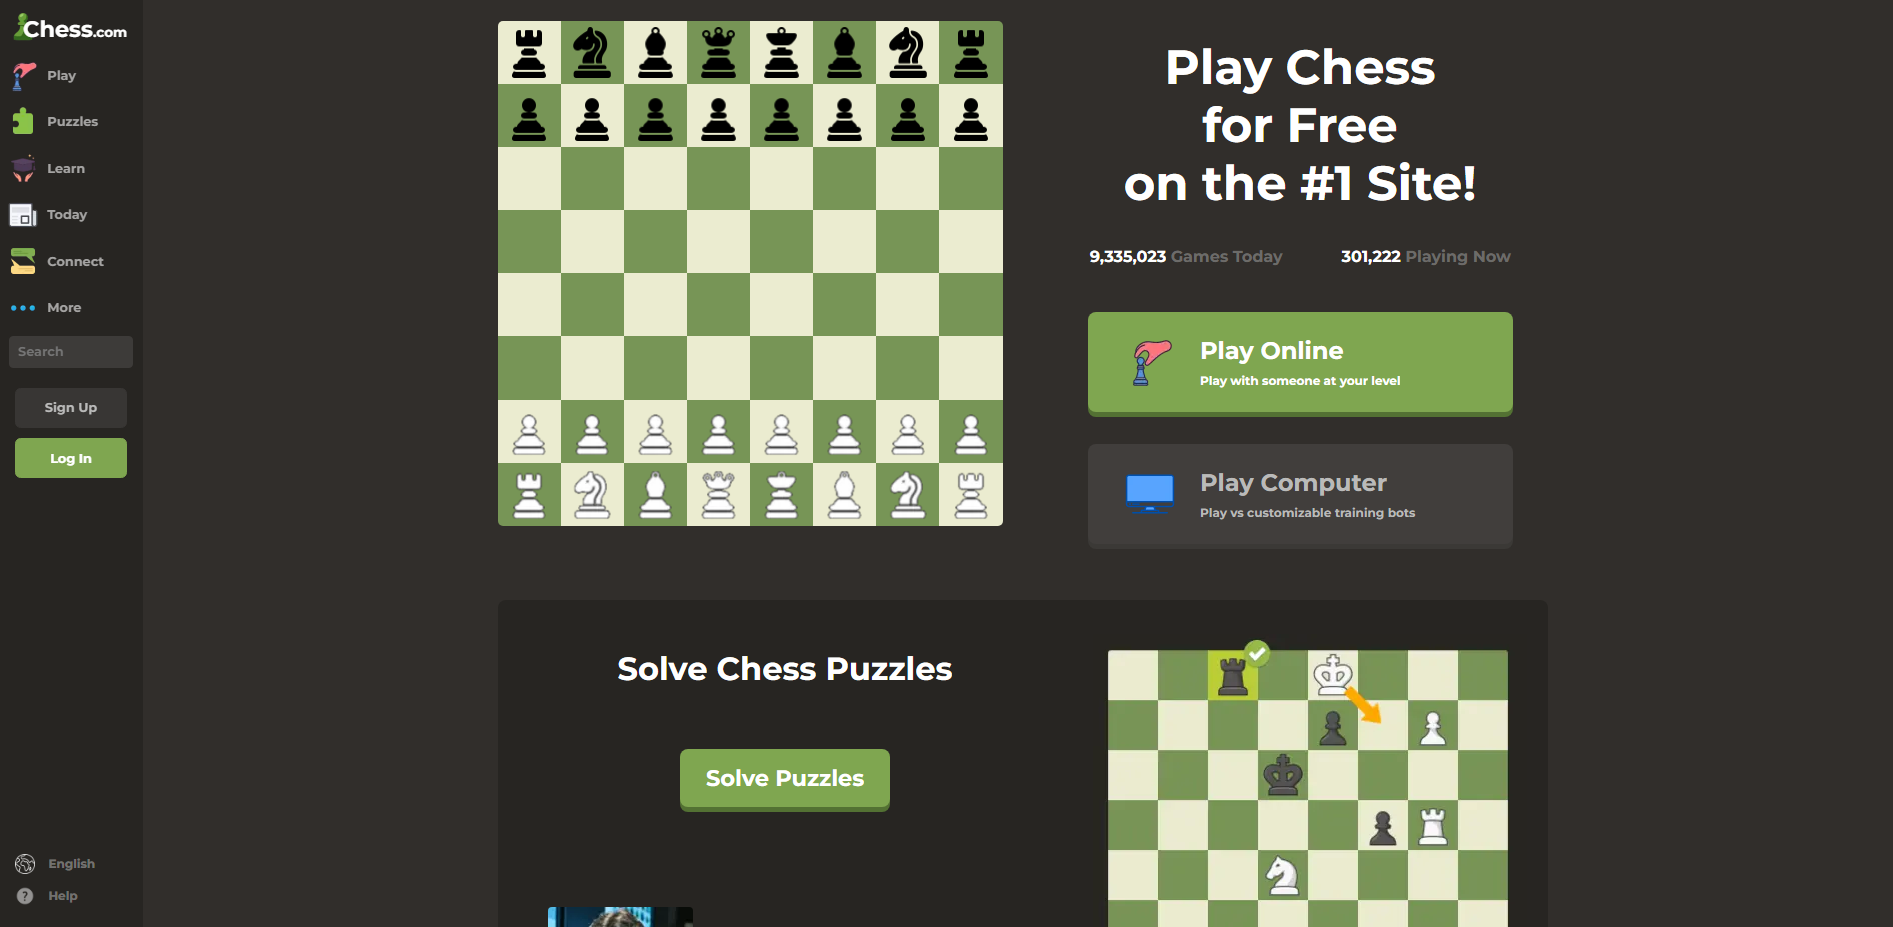 Chess.com
Play
Puzzles
Learn
Today
Connect
More
Search
Sign Up
Log In
English
Help
Play Chess
for Free
on the #1 Site!
9,335,023 Games Today
301,222 Playing Now
Play Online
Play with someone at your level
Play Computer
Play vs customizable training bots
Solve Chess Puzzles
Solve Puzzles